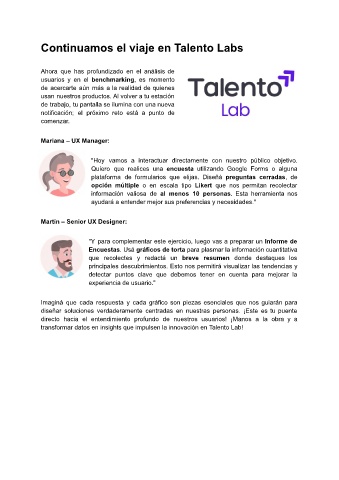 Continuamos el viaje en Talento Labs
Ahora que has profundizado en el análisis de
usuarios y en el benchmarking, es momento
de acercarte aún más a la realidad de quienes
usan nuestros productos. Al volver a tu estación
de trabajo, tu pantalla se ilumina con una nueva
notificación; el próximo reto está a punto de
comenzar.
Talento
Lab
Mariana – UX Manager:
"Hoy vamos a interactuar directamente con nuestro público objetivo.
Quiero que realices una encuesta utilizando Google Forms o alguna
plataforma de formularios que elijas. Diseñá preguntas cerradas, de
opción múltiple o en escala tipo Likert que nos permitan recolectar
información valiosa de al menos 10 personas. Esta herramienta nos
ayudará a entender mejor sus preferencias y necesidades."
Martín – Senior UX Designer:
"Y para complementar este ejercicio, luego vas a preparar un Informe de
Encuestas. Usá gráficos de torta para plasmar la información cuantitativa
que recolectes y redactá un breve resumen donde destaques los
principales descubrimientos. Esto nos permitirá visualizar las tendencias y
detectar puntos clave que debemos tener en cuenta para mejorar la
experiencia de usuario."
Imaginá que cada respuesta y cada gráfico son piezas esenciales que nos guiarán para
diseñar soluciones verdaderamente centradas en nuestras personas. ¡Este es tu puente
directo hacia el entendimiento profundo de nuestros usuarios! ¡Manos a la obra y a
transformar datos en insights que impulsen la innovación en Talento Lab!